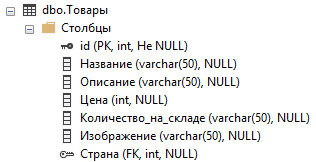 dbo.Товары
Столбцы
id (PK, int, Не NULL)
Название (varchar(50), NULL)
Описание (varchar(50), NULL)
Цена (int, NULL)
Количество_на_складе (varchar(50), NULL)
Изображение (varchar(50), NULL)
Страна (FK, int, NULL)